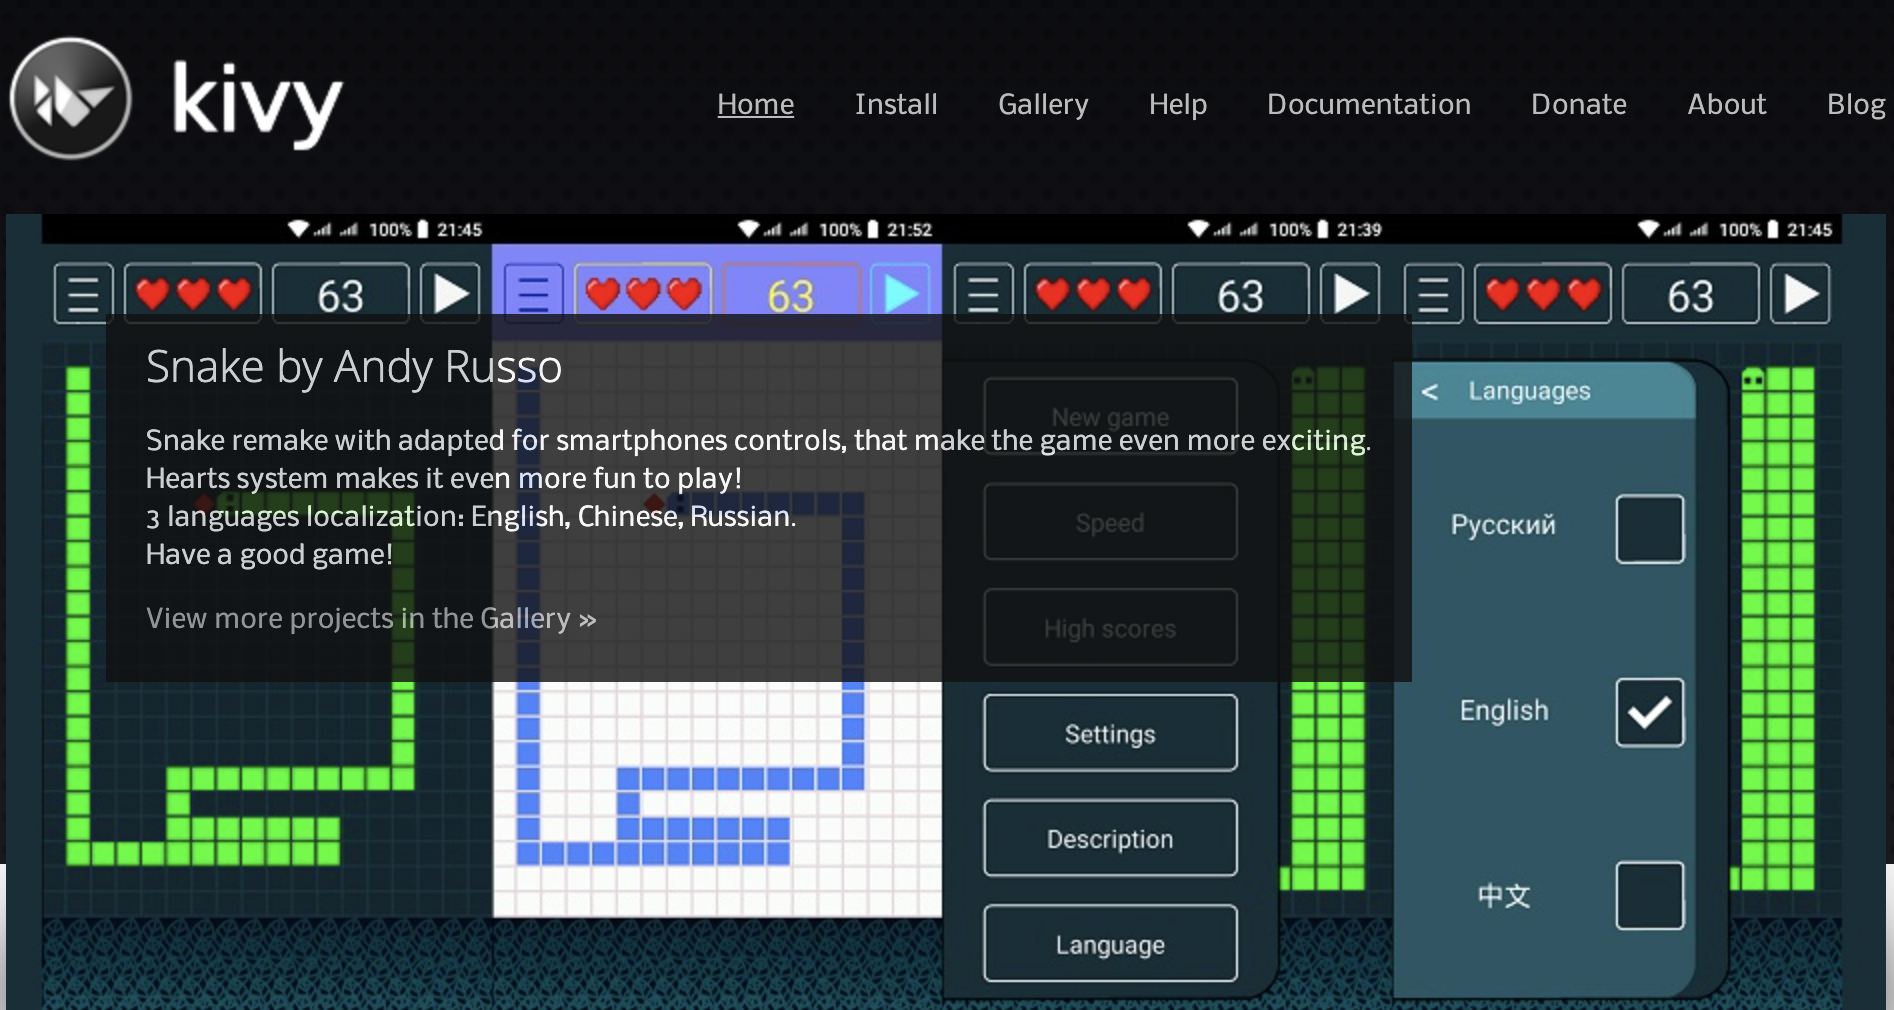 kivy
Home Install Gallery Help Documentation Donate About Blog
100% 21:45
100% 21:52
100% 21:39
100% 21:45
63
63
63
63
Snake by Andy Russo
Snake remake with adapted for smartphones controls, that make the game even more exciting.
Hearts system makes it even more fun to play!
3 languages localization: English, Chinese, Russian.
Have a good game!
View more projects in the Gallery »
New game
Speed
High scores
Settings
Description
Language
< Languages
Русский
English
中文